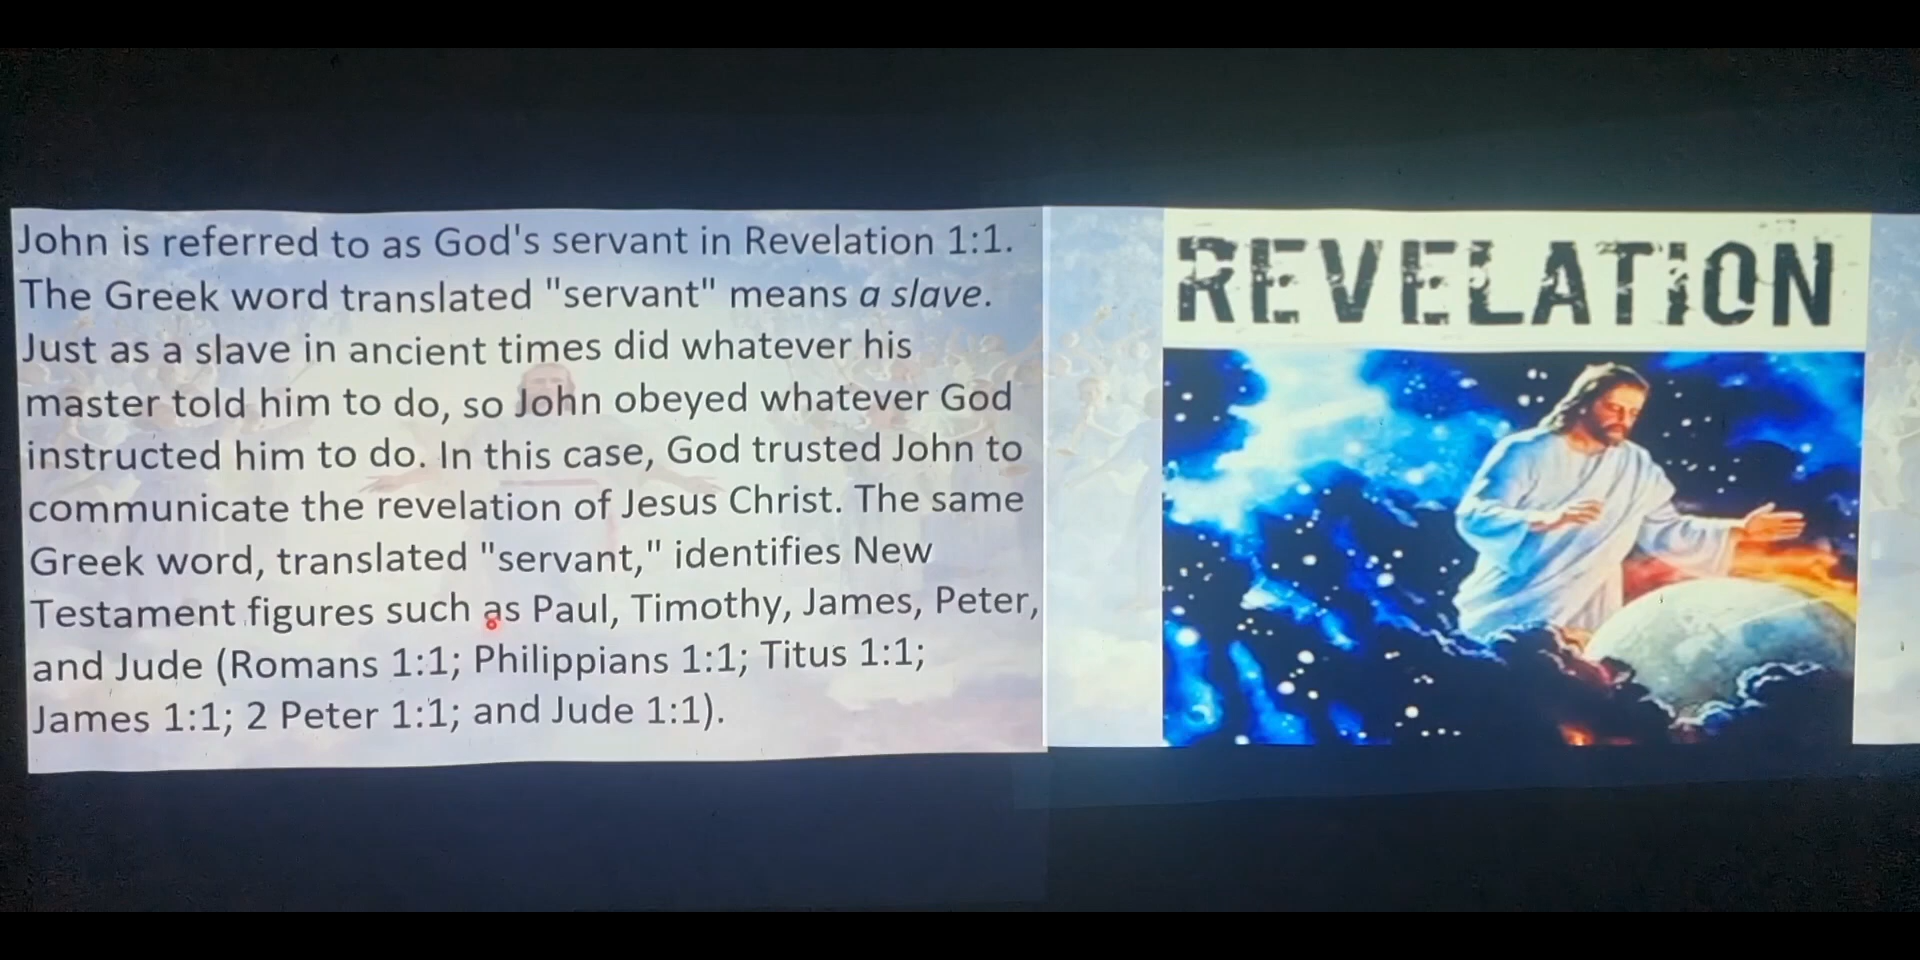 John is referred to as God's servant in Revelation 1:1.
The Greek word translated "servant" means a slave.
Just as a slave in ancient times did whatever his
master told him to do, so John obeyed whatever God
instructed him to do. In this case, God trusted John to
communicate the revelation of Jesus Christ. The same
Greek word, translated "servant," identifies New
Testament figures such as Paul, Timothy, James, Peter,
and Jude (Romans 1:1; Philippians 1:1; Titus 1:1;
James 1:1; 2 Peter 1:1; and Jude 1:1).
REVELATION